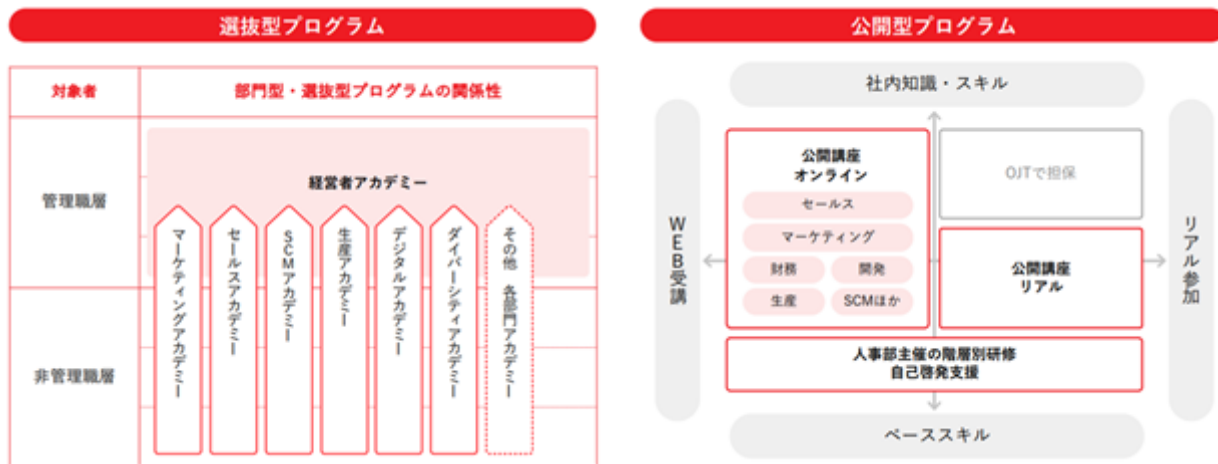 選抜型プログラム
対象者
部門型・選抜型プログラムの関係性
管理職層
非管理職層
経営者アカデミー
マーケティングアカデミー
セールスアカデミー
SCMアカデミー
生産アカデミー
デジタルアカデミー
ダイバーシティアカデミー
その他 各部門アカデミー
公開型プログラム
社内知識・スキル
WEB受講
公開講座
オンライン
セールス
マーケティング
財務
開発
生産
SCMほか
OJTで担保
公開講座
リアル
リアル参加
人事部主催の階層別研修
自己啓発支援
ベーススキル